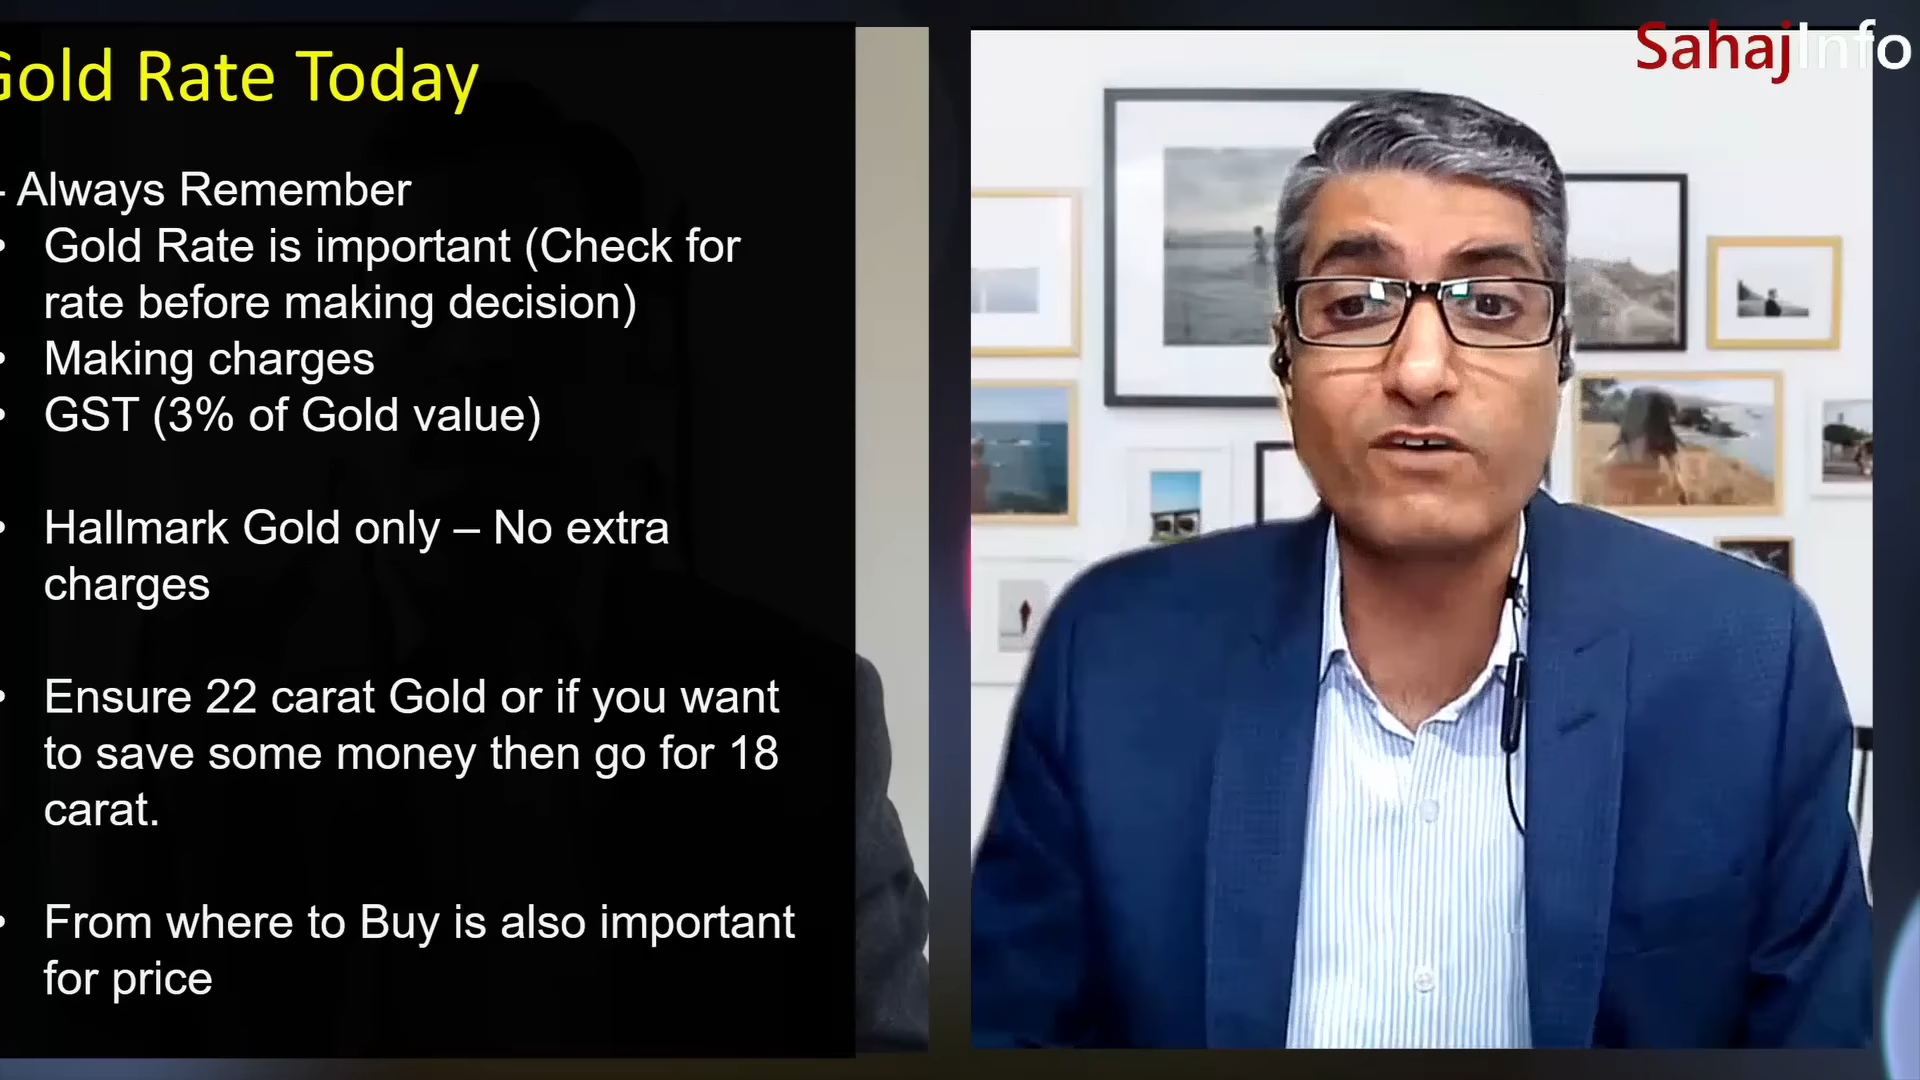 SahajInfo
Gold Rate Today
- Always Remember
• Gold Rate is important (Check for
rate before making decision)
• Making charges
• GST (3% of Gold value)
• Hallmark Gold only – No extra
charges
• Ensure 22 carat Gold or if you want
to save some money then go for 18
carat.
• From where to Buy is also important
for price